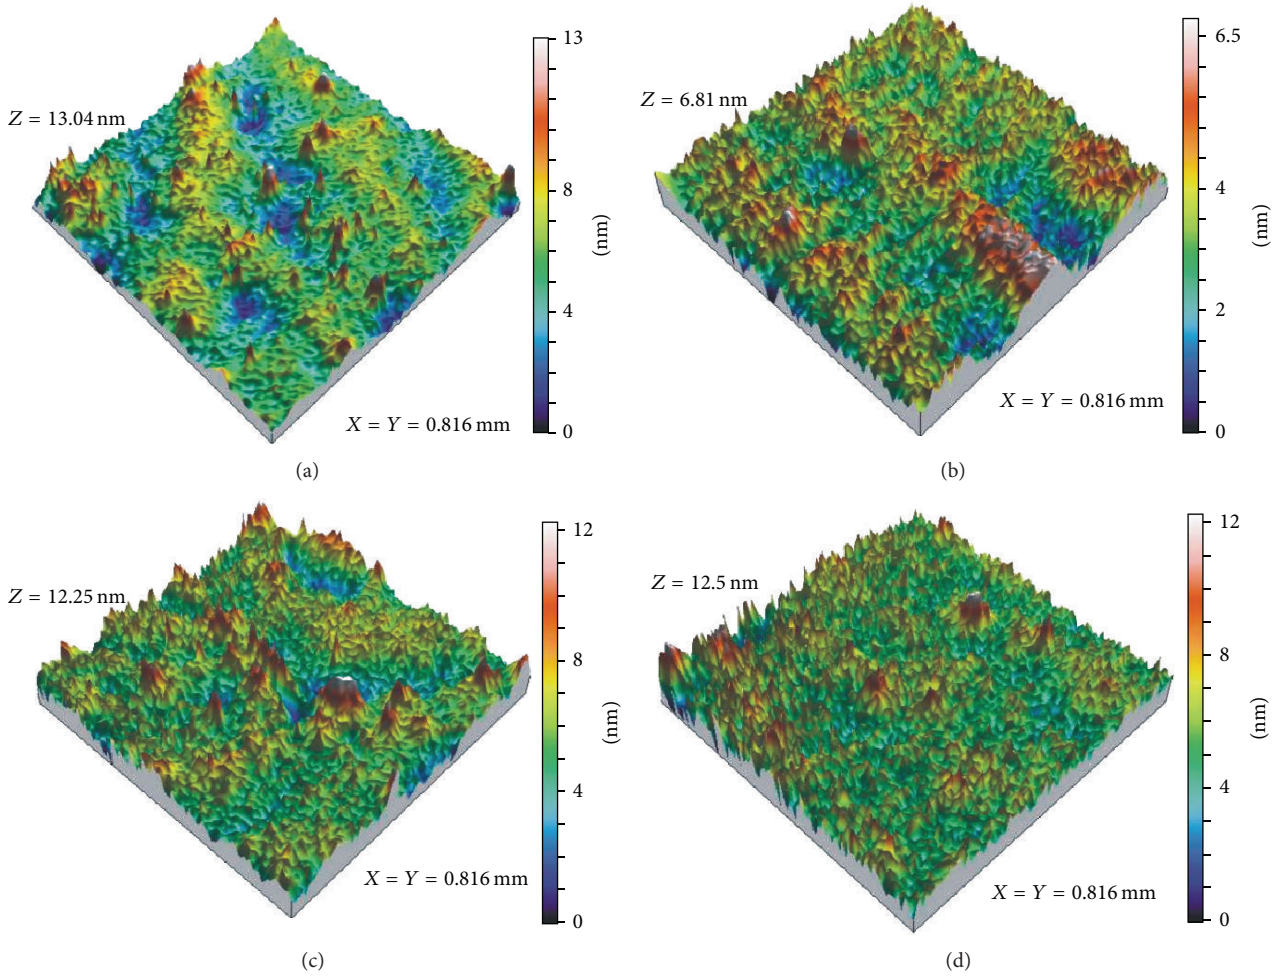 13
Z = 13.04 nm
8
(nm)
4
X = Y = 0.816 mm
0
(a)
6.5
Z = 6.81 nm
4
(nm)
2
X = Y = 0.816 mm
0
(b)
12
Z = 12.25 nm
8
(nm)
4
X = Y = 0.816 mm
0
(c)
12
Z = 12.5 nm
8
(nm)
4
X = Y = 0.816 mm
0
(d)